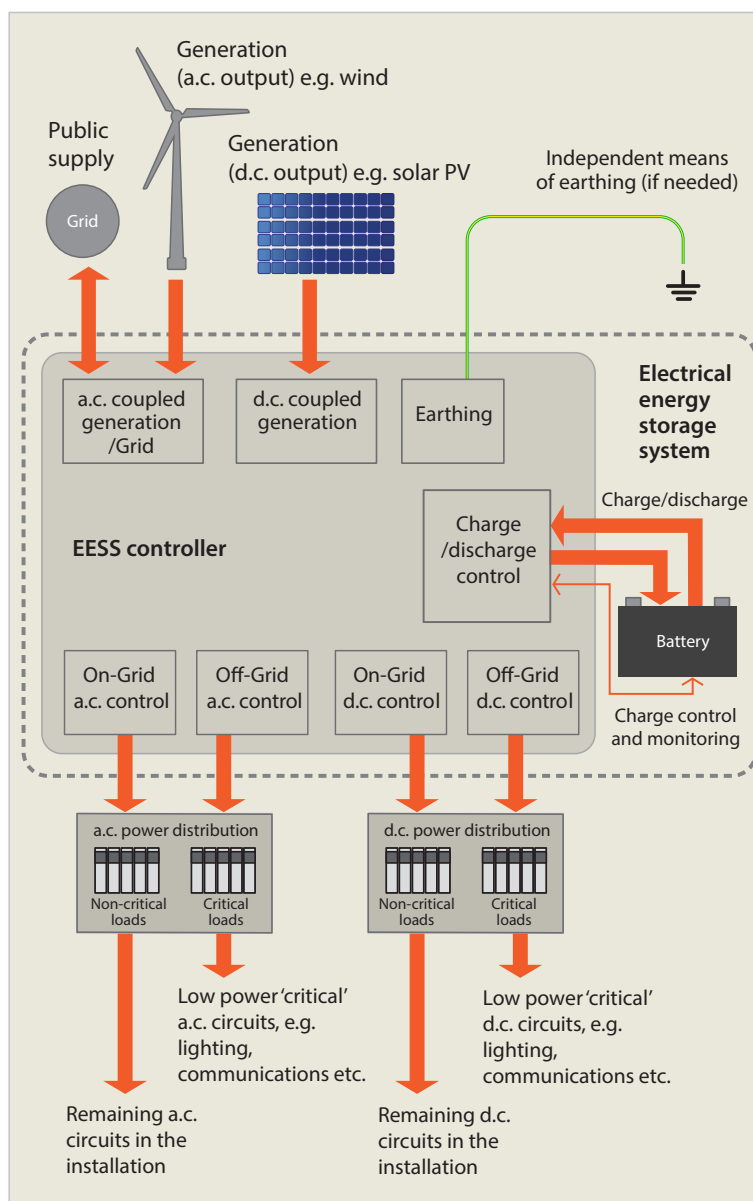 Generation
(a.c. output) e.g. wind
Public
supply
Grid
Generation
(d.c. output) e.g. solar PV
Independent means
of earthing (if needed)
a.c. coupled
generation
/Grid
d.c. coupled
generation
Earthing
Electrical
energy
storage
system
EESS controller
Charge
/discharge
control
Charge/discharge
Battery
Charge control
and monitoring
On-Grid
a.c. control
Off-Grid
a.c. control
On-Grid
d.c. control
Off-Grid
d.c. control
a.c. power distribution
Non-critical
loads
Critical
loads
d.c. power distribution
Non-critical
loads
Critical
loads
Low power ‘critical’
a.c. circuits, e.g.
lighting,
communications etc.
Remaining a.c.
circuits in the
installation
Low power ‘critical’
d.c. circuits, e.g.
lighting,
communications etc.
Remaining d.c.
circuits in the
installation